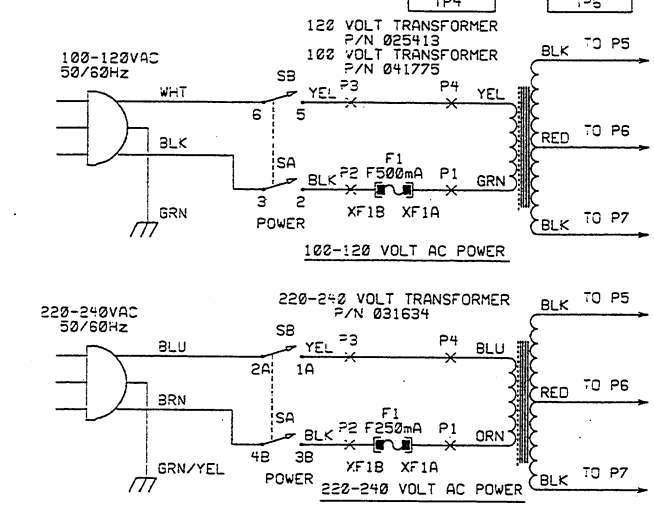 TP4
120 VOLT TRANSFORMER
P/N 025413
100 VOLT TRANSFORMER
P/N 041775
100-120VAC
50/60Hz
BLK TO P5
SB
WHT
YEL P3 P4 YEL
6 5
RED TO P6
BLK
SA
F1
BLK P2 F500mA P1 GRN
3 2
XF1B XF1A
GRN
POWER
BLK TO P7
100-120 VOLT AC POWER
220-240 VOLT TRANSFORMER
P/N 031634
220-240VAC
50/60Hz
BLK TO P5
SB
BLU
YEL P3 P4 BLU
2A 1A
RED TO P6
BRN
SA
F1
BLK P2 F250mA P1 ORN
4B 3B
XF1B XF1A
GRN/YEL
POWER
BLK TO P7
220-240 VOLT AC POWER